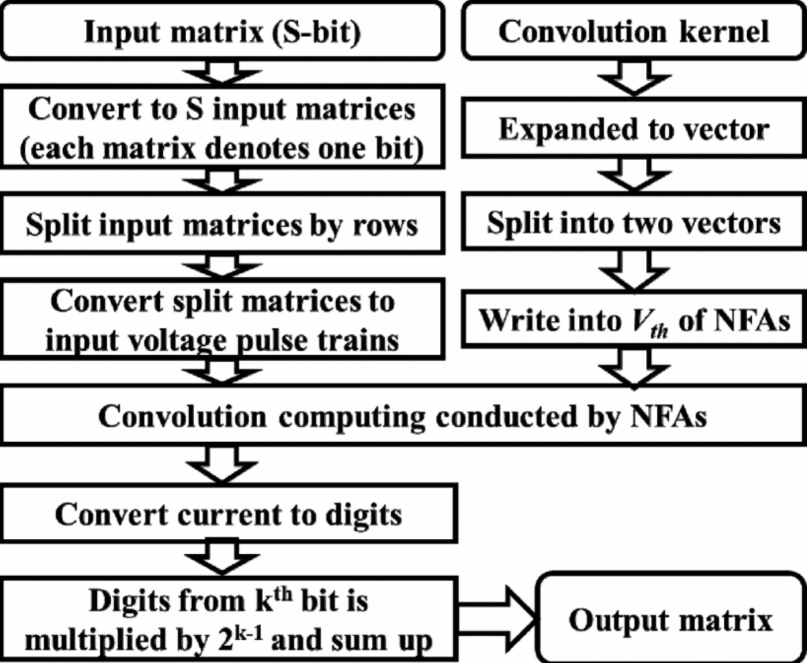 Input matrix (S-bit)
Convert to S input matrices
(each matrix denotes one bit)
Split input matrices by rows
Convert split matrices to
input voltage pulse trains
Convolution kernel
Expanded to vector
Split into two vectors
Write into V_th of NFAs
Convolution computing conducted by NFAs
Convert current to digits
Digits from k^th bit is
multiplied by 2^k-1 and sum up
Output matrix